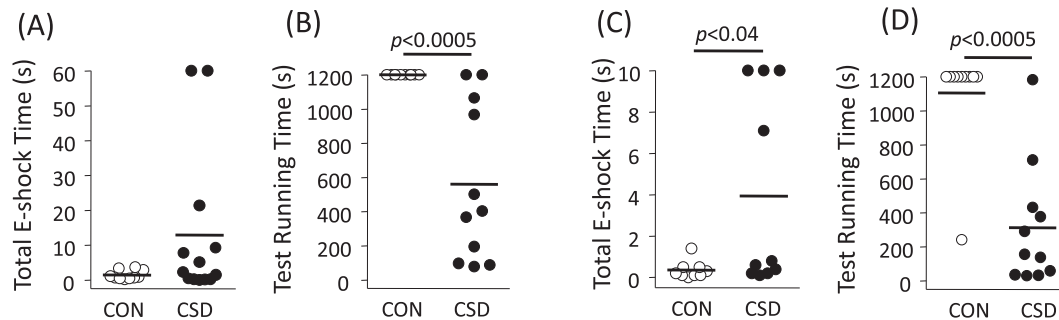 (A)
Total E-shock Time (s)
60
50
40
30
20
10
0
CON CSD
(B)
p<0.0005
Test Running Time (s)
1200
1000
800
600
400
200
0
CON CSD
(C)
p<0.04
Total E-shock Time (s)
10
8
6
4
2
0
CON CSD
(D)
p<0.0005
Test Running Time (s)
1200
1000
800
600
400
200
0
CON CSD